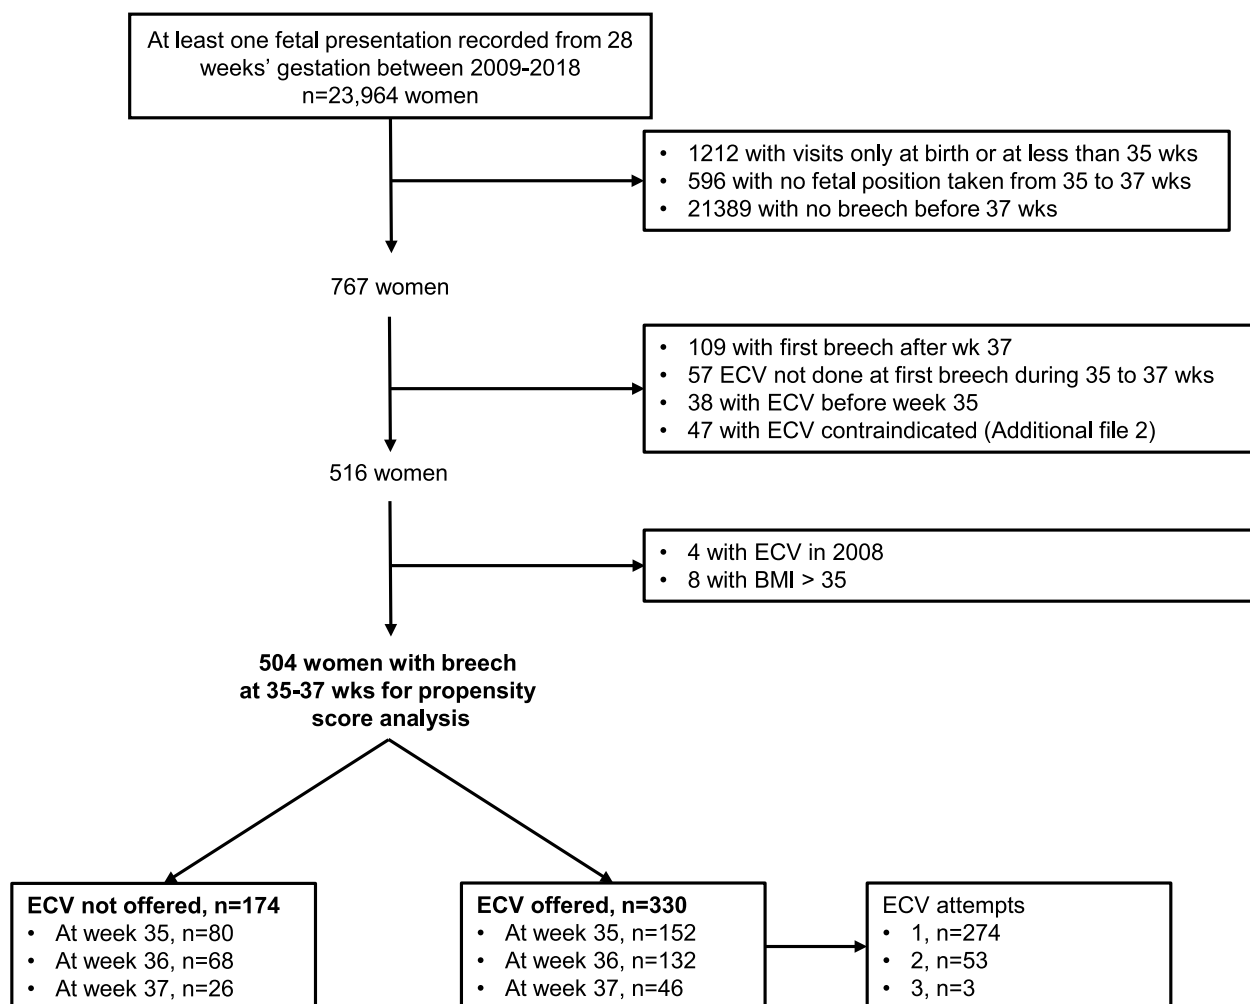 At least one fetal presentation recorded from 28
weeks’ gestation between 2009-2018
n=23,964 women
• 1212 with visits only at birth or at less than 35 wks
• 596 with no fetal position taken from 35 to 37 wks
• 21389 with no breech before 37 wks
767 women
• 109 with first breech after wk 37
• 57 ECV not done at first breech during 35 to 37 wks
• 38 with ECV before week 35
• 47 with ECV contraindicated (Additional file 2)
516 women
• 4 with ECV in 2008
• 8 with BMI > 35
504 women with breech
at 35-37 wks for propensity
score analysis
ECV not offered, n=174
• At week 35, n=80
• At week 36, n=68
• At week 37, n=26
ECV offered, n=330
• At week 35, n=152
• At week 36, n=132
• At week 37, n=46
ECV attempts
• 1, n=274
• 2, n=53
• 3, n=3